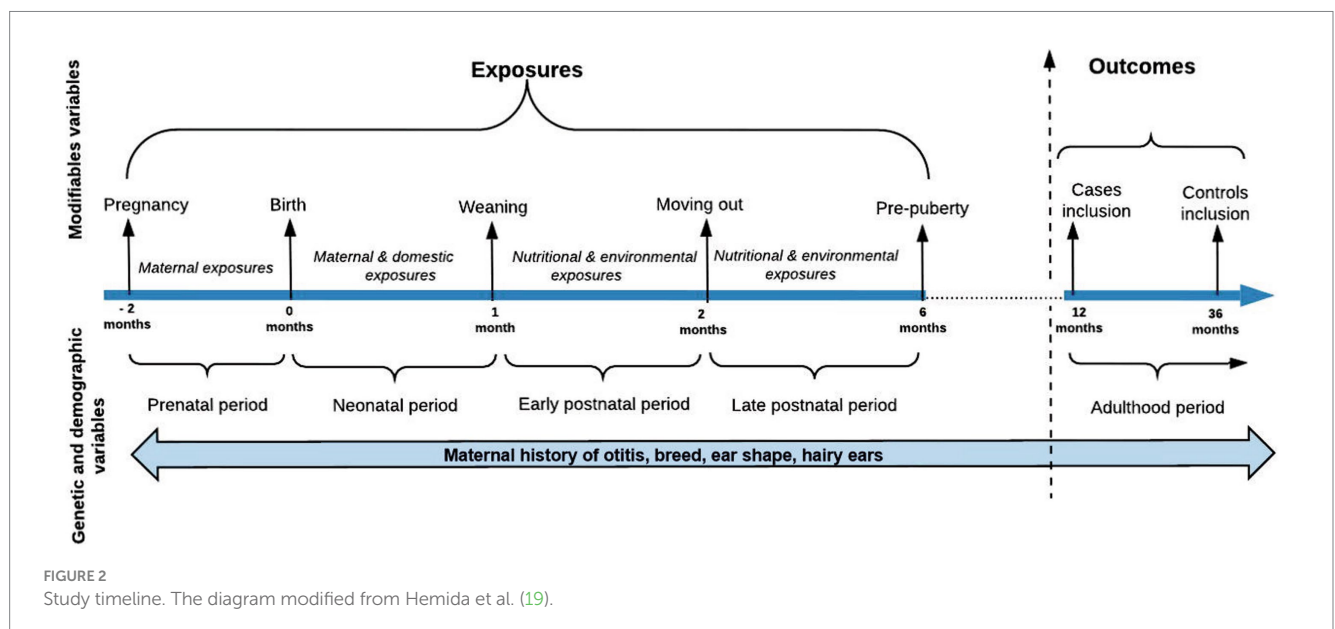 Modifiables variables
Exposures
Outcomes
Pregnancy
Birth
Weaning
Moving out
Pre-puberty
Cases
inclusion
Controls
inclusion
Maternal exposures
Maternal & domestic
exposures
Nutritional & environmental
exposures
Nutritional & environmental
exposures
- 2
months
0
months
1
month
2
months
6
months
12
months
36
months
Genetic and demographic
variables
Prenatal period
Neonatal period
Early postnatal period
Late postnatal period
Adulthood period
Maternal history of otitis, breed, ear shape, hairy ears
FIGURE 2
Study timeline. The diagram modified from Hemida et al. (19).